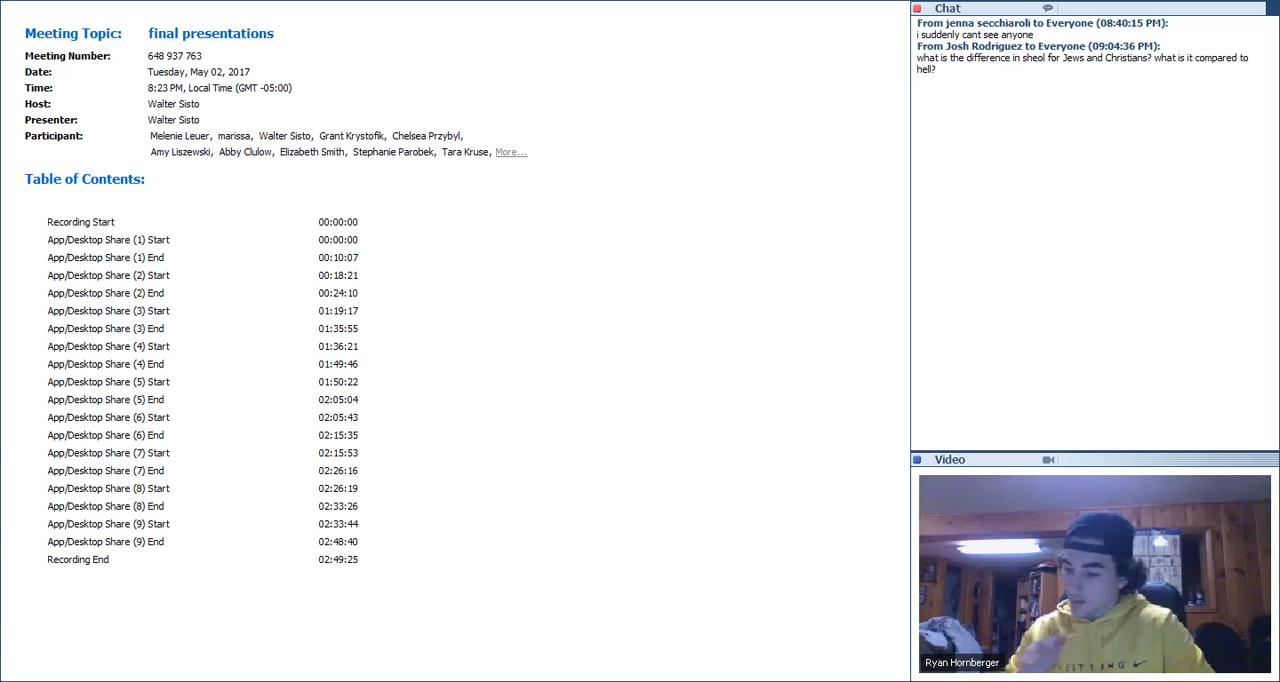 Meeting Topic: final presentations
Meeting Number: 648 937 763
Date: Tuesday, May 02, 2017
Time: 8:23 PM, Local Time (GMT -05:00)
Host: Walter Sisto
Presenter: Walter Sisto
Participant: Melenie Leuer, marissa, Walter Sisto, Grant Krystofik, Chelsea Przybyl,
Amy Liszewski, Abby Clulow, Elizabeth Smith, Stephanie Parobek, Tara Kruse, More...
Table of Contents:
Recording Start 00:00:00
App/Desktop Share (1) Start 00:00:00
App/Desktop Share (1) End 00:10:07
App/Desktop Share (2) Start 00:18:21
App/Desktop Share (2) End 00:24:10
App/Desktop Share (3) Start 01:19:17
App/Desktop Share (3) End 01:35:55
App/Desktop Share (4) Start 01:36:21
App/Desktop Share (4) End 01:49:46
App/Desktop Share (5) Start 01:50:22
App/Desktop Share (5) End 02:05:04
App/Desktop Share (6) Start 02:05:43
App/Desktop Share (6) End 02:15:35
App/Desktop Share (7) Start 02:15:53
App/Desktop Share (7) End 02:26:16
App/Desktop Share (8) Start 02:26:19
App/Desktop Share (8) End 02:33:26
App/Desktop Share (9) Start 02:33:44
App/Desktop Share (9) End 02:48:40
Recording End 02:49:25
Chat
From jenna secchiaroli to Everyone (08:40:15 PM):
i suddenly cant see anyone
From Josh Rodriguez to Everyone (09:04:36 PM):
what is the difference in sheol for Jews and Christians? what is it compared to
hell?
Video
Ryan Hornberger